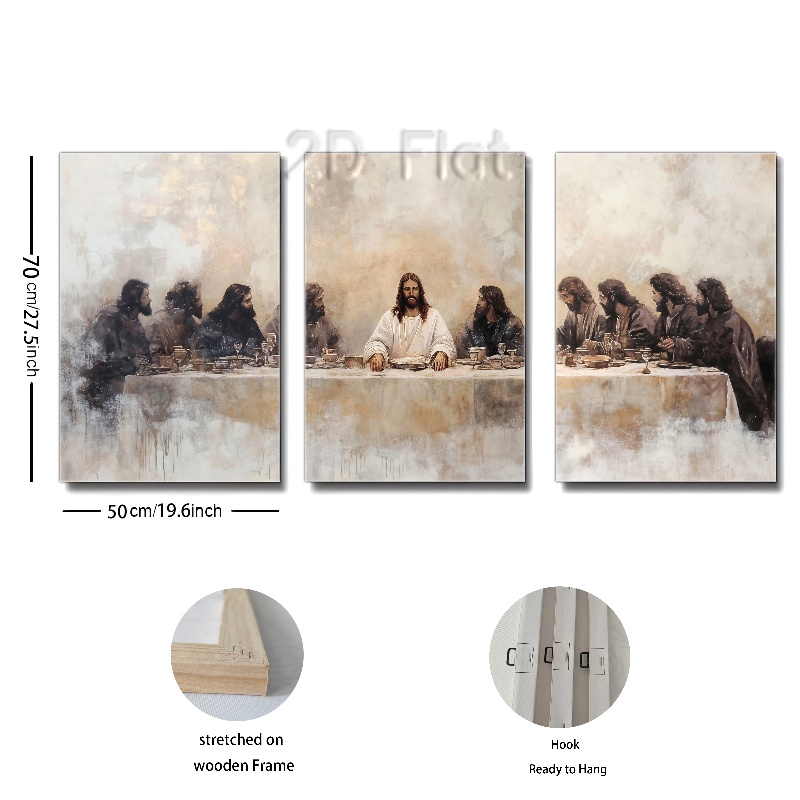 2D Flat
70cm/27.5inch
50cm/19.6inch
stretched on
wooden Frame
Hook
Ready to Hang